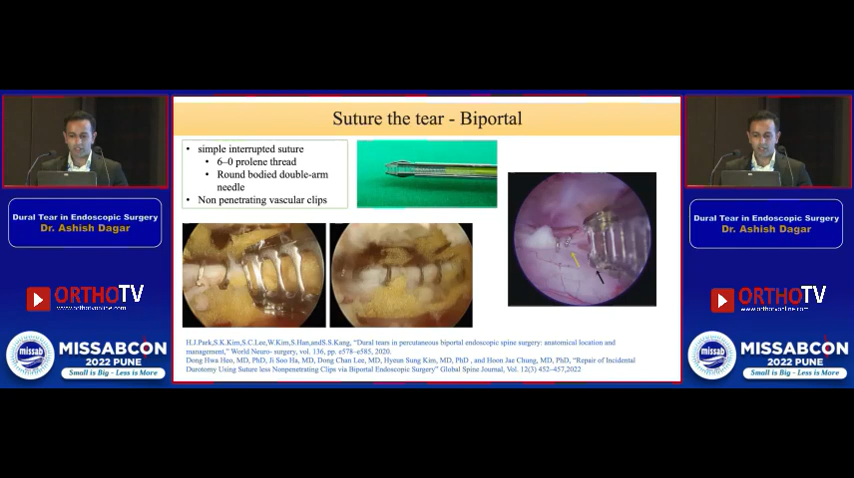 Suture the tear - Biportal
• simple interrupted suture
• 6–0 prolene thread
• Round bodied double-arm
needle
• Non penetrating vascular clips
H.J.Park,S.K.Kim,S.C.Lee,W.Kim,S.Han,andS.S.Kang, “Dural tears in percutaneous biportal endoscopic spine surgery: anatomical location and
management,” World Neuro- surgery, vol. 136, pp. e578–e585, 2020.
Dong Hwa Heo, MD, PhD, Ji Soo Ha, MD, Dong Chan Lee, MD, Hyeun Sung Kim, MD, PhD , and Hoon Jae Chung, MD, PhD, “Repair of Incidental
Durotomy Using Suture less Nonpenetrating Clips via Biportal Endoscopic Surgery” Global Spine Journal, Vol. 12(3) 452–457,2022
Dural Tear in Endoscopic Surgery
Dr. Ashish Dagar
ORTHOTV
www.orthotvonline.com
missab
MISSABCON
2022 PUNE
Small is Big - Less is More
Dural Tear in Endoscopic Surgery
Dr. Ashish Dagar
ORTHOTV
www.orthotvonline.com
missab
MISSABCON
2022 PUNE
Small is Big - Less is More